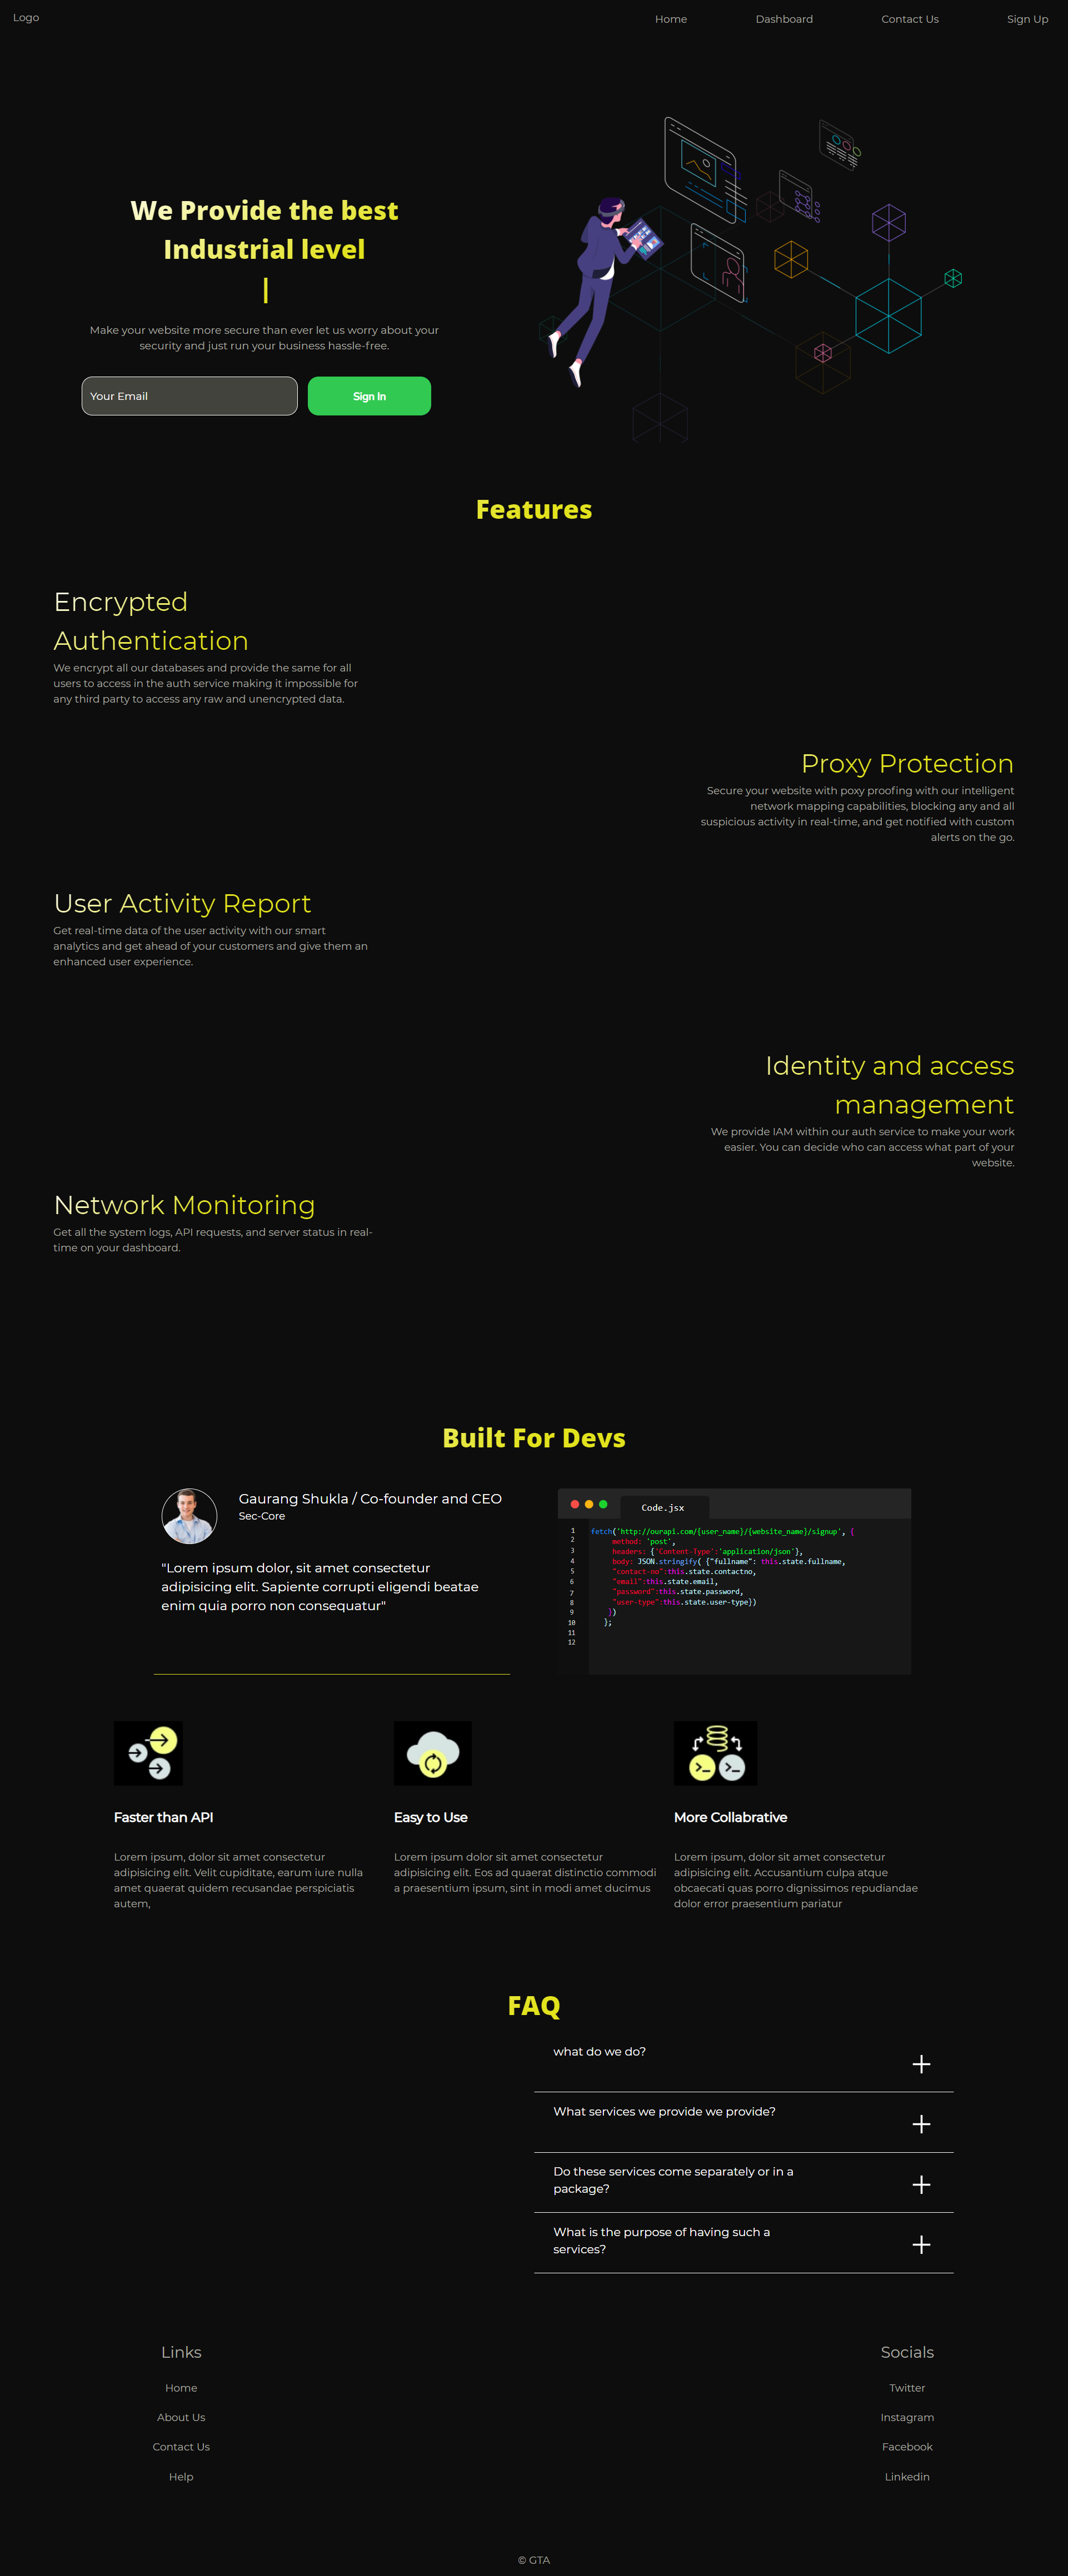 Logo
Home
Dashboard
Contact Us
Sign Up
We Provide the best
Industrial level
|
Make your website more secure than ever let us worry about your
security and just run your business hassle-free.
Your Email
Sign In
Features
Encrypted
Authentication
We encrypt all our databases and provide the same for all
users to access in the auth service making it impossible for
any third party to access any raw and unencrypted data.
Proxy Protection
Secure your website with poxy proofing with our intelligent
network mapping capabilities, blocking any and all
suspicious activity in real-time, and get notified with custom
alerts on the go.
User Activity Report
Get real-time data of the user activity with our smart
analytics and get ahead of your customers and give them an
enhanced user experience.
Identity and access
management
We provide IAM within our auth service to make your work
easier. You can decide who can access what part of your
website.
Network Monitoring
Get all the system logs, API requests, and server status in real-
time on your dashboard.
Built For Devs
Gaurang Shukla / Co-founder and CEO
Sec-Core
"Lorem ipsum dolor, sit amet consectetur
adipisicing elit. Sapiente corrupti eligendi beatae
enim quia porro non consequatur"
Code.jsx
1 fetch('http://ourapi.com/{user_name}/{website_name}/signup', {
2 method: 'post',
3 headers: {'Content-Type':'application/json'},
4 body: JSON.stringify( {"fullname": this.state.fullname,
5 "contact-no":this.state.contactno,
6 "email":this.state.email,
7 "password":this.state.password,
8 "user-type":this.state.user-type})
9 })
10 };
11
12
Faster than API
Lorem ipsum, dolor sit amet consectetur
adipisicing elit. Velit cupiditate, earum iure nulla
amet quaerat quidem recusandae perspiciatis
autem,
Easy to Use
Lorem ipsum dolor sit amet consectetur
adipisicing elit. Eos ad quaerat distinctio commodi
a praesentium ipsum, sint in modi amet ducimus
More Collabrative
Lorem ipsum, dolor sit amet consectetur
adipisicing elit. Accusantium culpa atque
obcaecati quas porro dignissimos repudiandae
dolor error praesentium pariatur
FAQ
what do we do?
What services we provide we provide?
Do these services come separately or in a
package?
What is the purpose of having such a
services?
Links
Home
About Us
Contact Us
Help
Socials
Twitter
Instagram
Facebook
Linkedin
© GTA